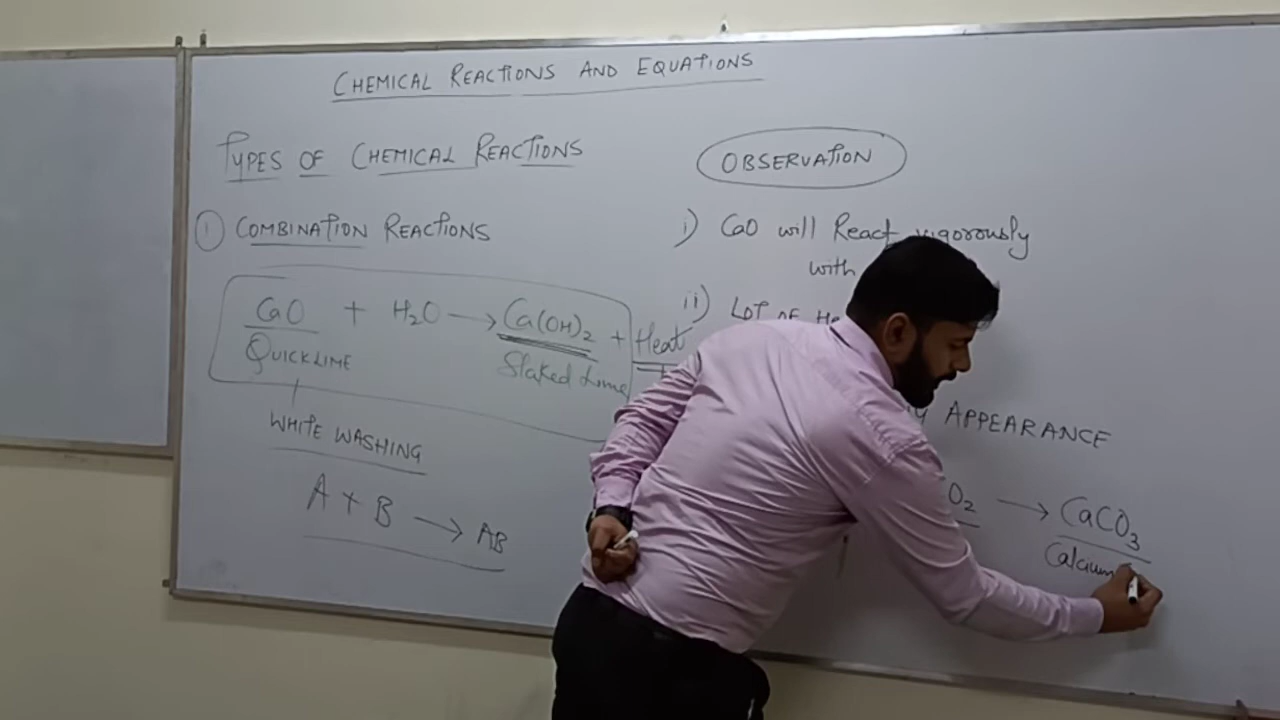 CHEMICAL REACTIONS AND EQUATIONS
TYPES OF CHEMICAL REACTIONS
1 COMBINATION REACTIONS
CaO + H₂O → Ca(OH)₂ + Heat
QUICKLIME Slaked Lime
WHITE WASHING
A + B → AB
OBSERVATION
i) CaO will React vigorously
with
ii) LOT OF He
APPEARANCE
O₂ → CaCO₃
Calcium